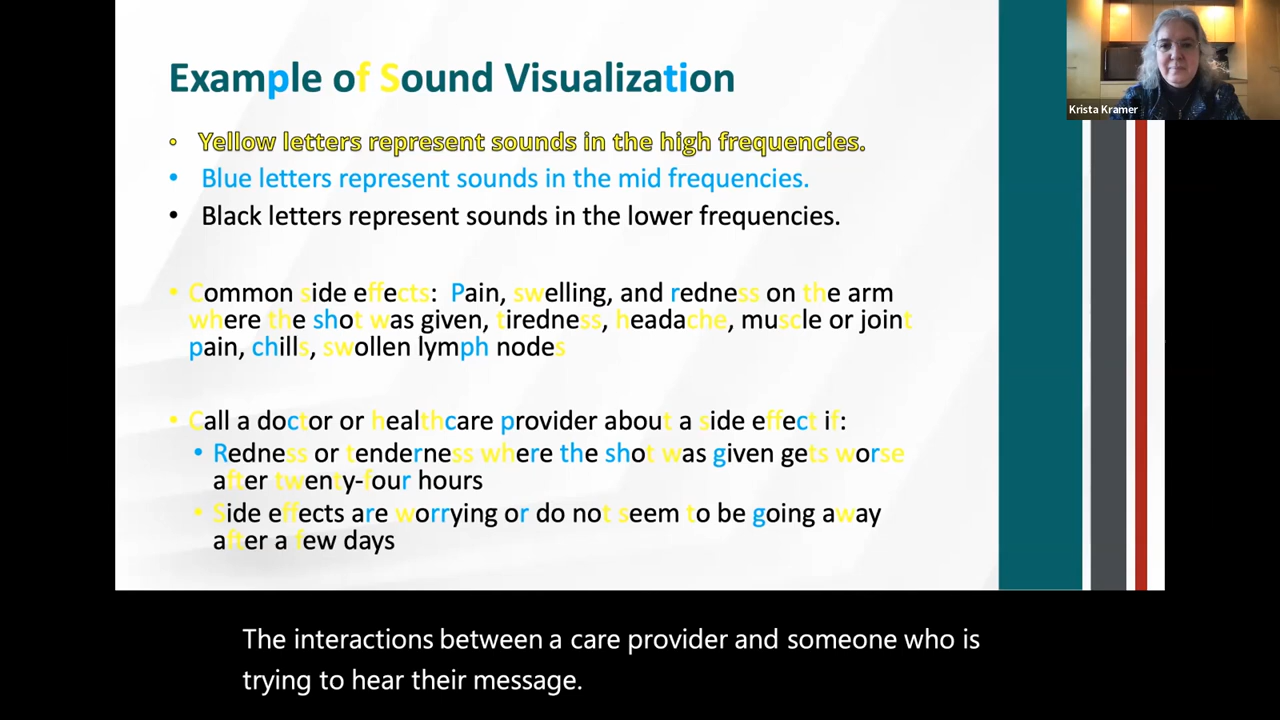 Example of Sound Visualization
Krista Kramer
• Yellow letters represent sounds in the high frequencies.
• Blue letters represent sounds in the mid frequencies.
• Black letters represent sounds in the lower frequencies.
• Common side effects: Pain, swelling, and redness on the arm
where the shot was given, tiredness, headache, muscle or joint
pain, chills, swollen lymph nodes
• Call a doctor or healthcare provider about a side effect if:
• Redness or tenderness where the shot was given gets worse
after twenty-four hours
• Side effects are worrying or do not seem to be going away
after a few days
The interactions between a care provider and someone who is
trying to hear their message.